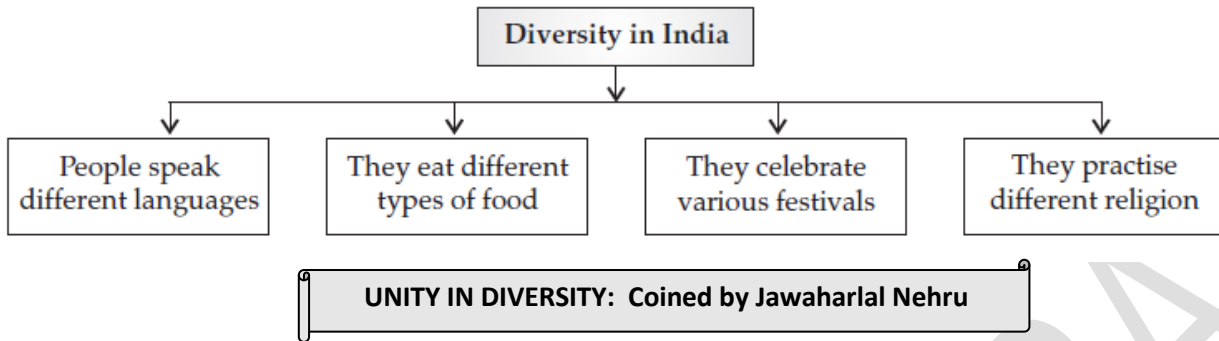 Diversity in India
People speak
different languages
They eat different
types of food
They celebrate
various festivals
They practise
different religion
UNITY IN DIVERSITY: Coined by Jawaharlal Nehru